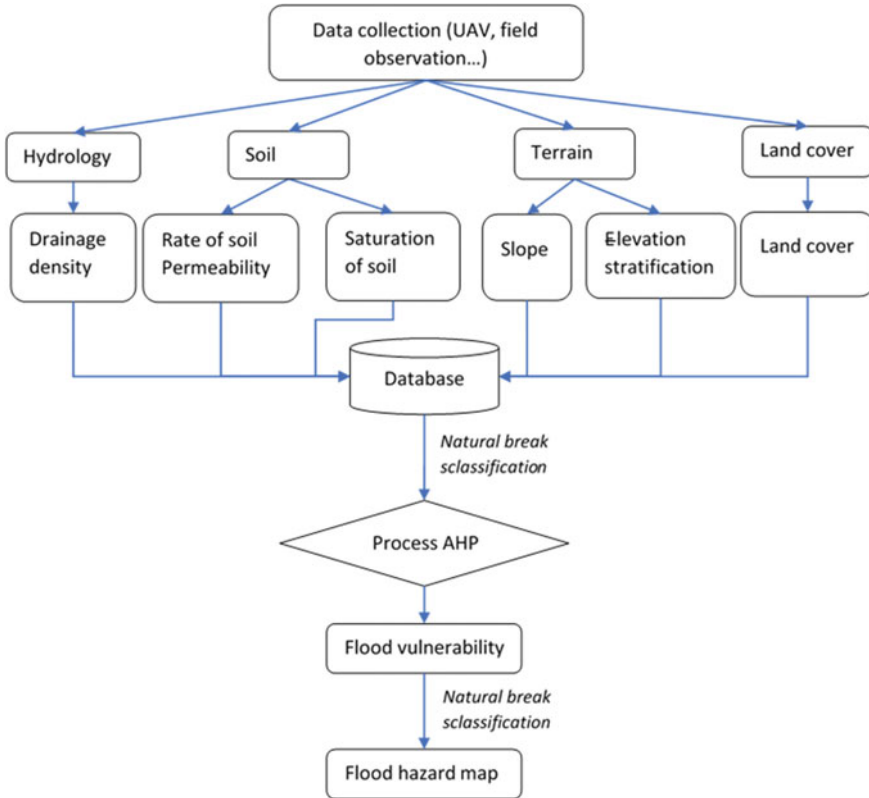 Data collection (UAV, field
observation...)
Hydrology
Soil
Terrain
Land cover
Drainage
density
Rate of soil
Permeability
Saturation
of soil
Slope
Elevation
stratification
Land cover
Database
Natural break
sclassification
Process AHP
Flood vulnerability
Natural break
sclassification
Flood hazard map